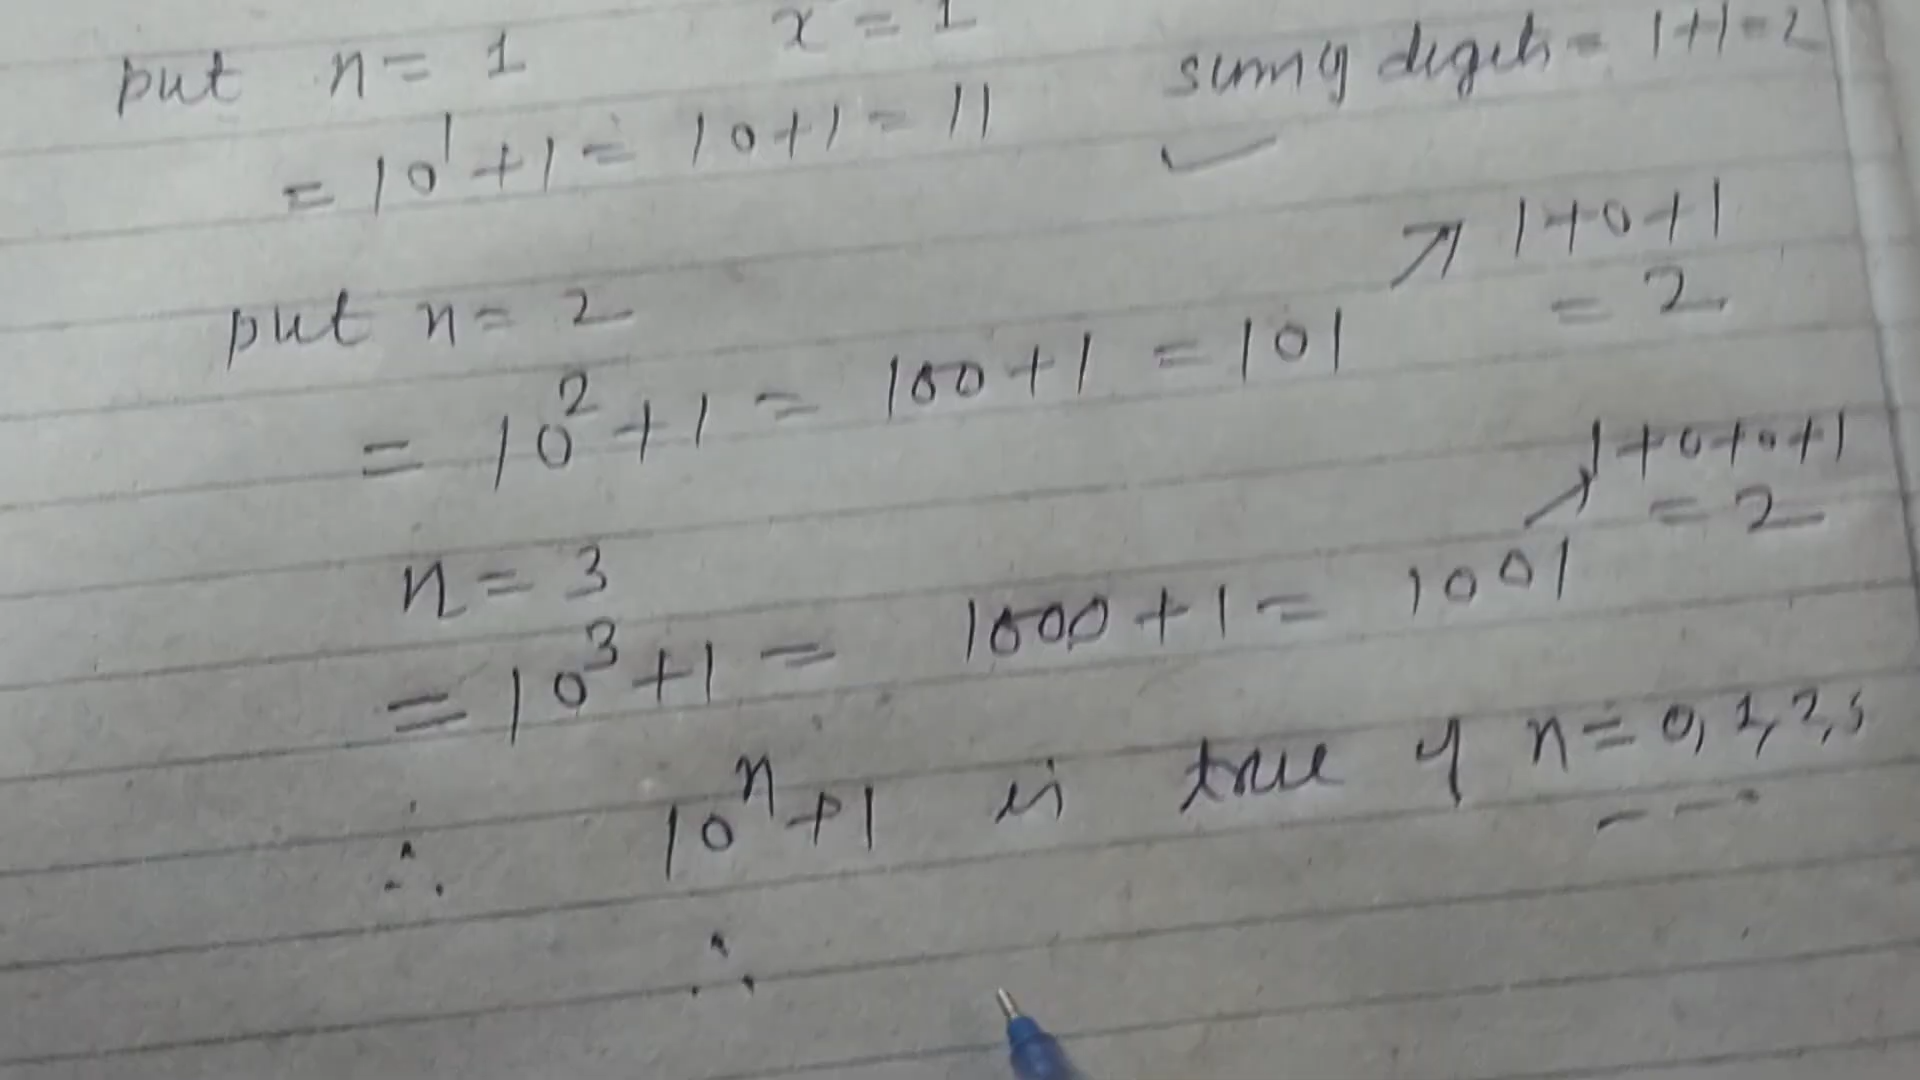 put n = 1 x = 1
sum of digits = 1+1=2
= 10¹ + 1 = 10+1 = 11
1+0+1
= 2
put n = 2
= 10² + 1 = 100+1 = 101
1+0+0+1
= 2
n = 3
= 10³ + 1 = 1000 + 1 = 1001
∴ 10ⁿ + 1 is true if n = 0, 1, 2, 3
- - -
∴